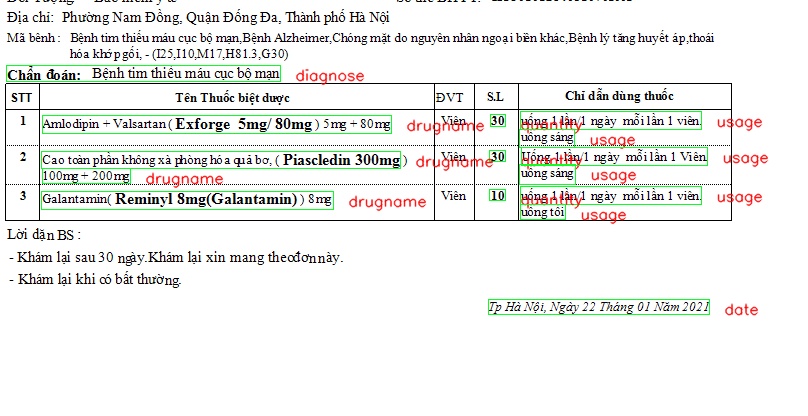 Địa chỉ: Phường Nam Đồng, Quận Đống Đa, Thành phố Hà Nội
Mã bênh: Bệnh tim thiếu máu cục bộ mạn,Bệnh Alzheimer,Chóng mặt do nguyên nhân ngoại biên khác,Bệnh lý tăng huyết áp,thoái
hóa khớp gối, - (I25,I10,M17,H81.3,G30)
Chẩn đoán: Bệnh tim thiếu máu cục bộ mạn diagnose
STT Tên Thuốc biệt dược ĐVT S.L Chỉ dẫn dùng thuốc
1 Amlodipin + Valsartan ( Exforge 5mg/ 80mg ) 5mg + 80mg drugname Viên 30 quantity uống 1 lần/1 ngày mỗi lần 1 viên. usage
uống sáng usage
2 Cao toàn phần không xà phòng hóa quả bơ, ( Piascledin 300mg ) drugname Viên 30 quantity Uống 1 lần/1 ngày mỗi lần 1 Viên usage
100mg + 200mg drugname uống sáng usage
3 Galantamin( Reminyl 8mg(Galantamin) ) 8mg drugname Viên 10 quantity uống 1 lần/1 ngày mỗi lần 1 viên. usage
uống tối usage
Lời dặn BS :
- Khám lại sau 30 ngày.Khám lại xin mang theo đơn này.
- Khám lại khi có bất thường.
Tp Hà Nội, Ngày 22 Tháng 01 Năm 2021 date